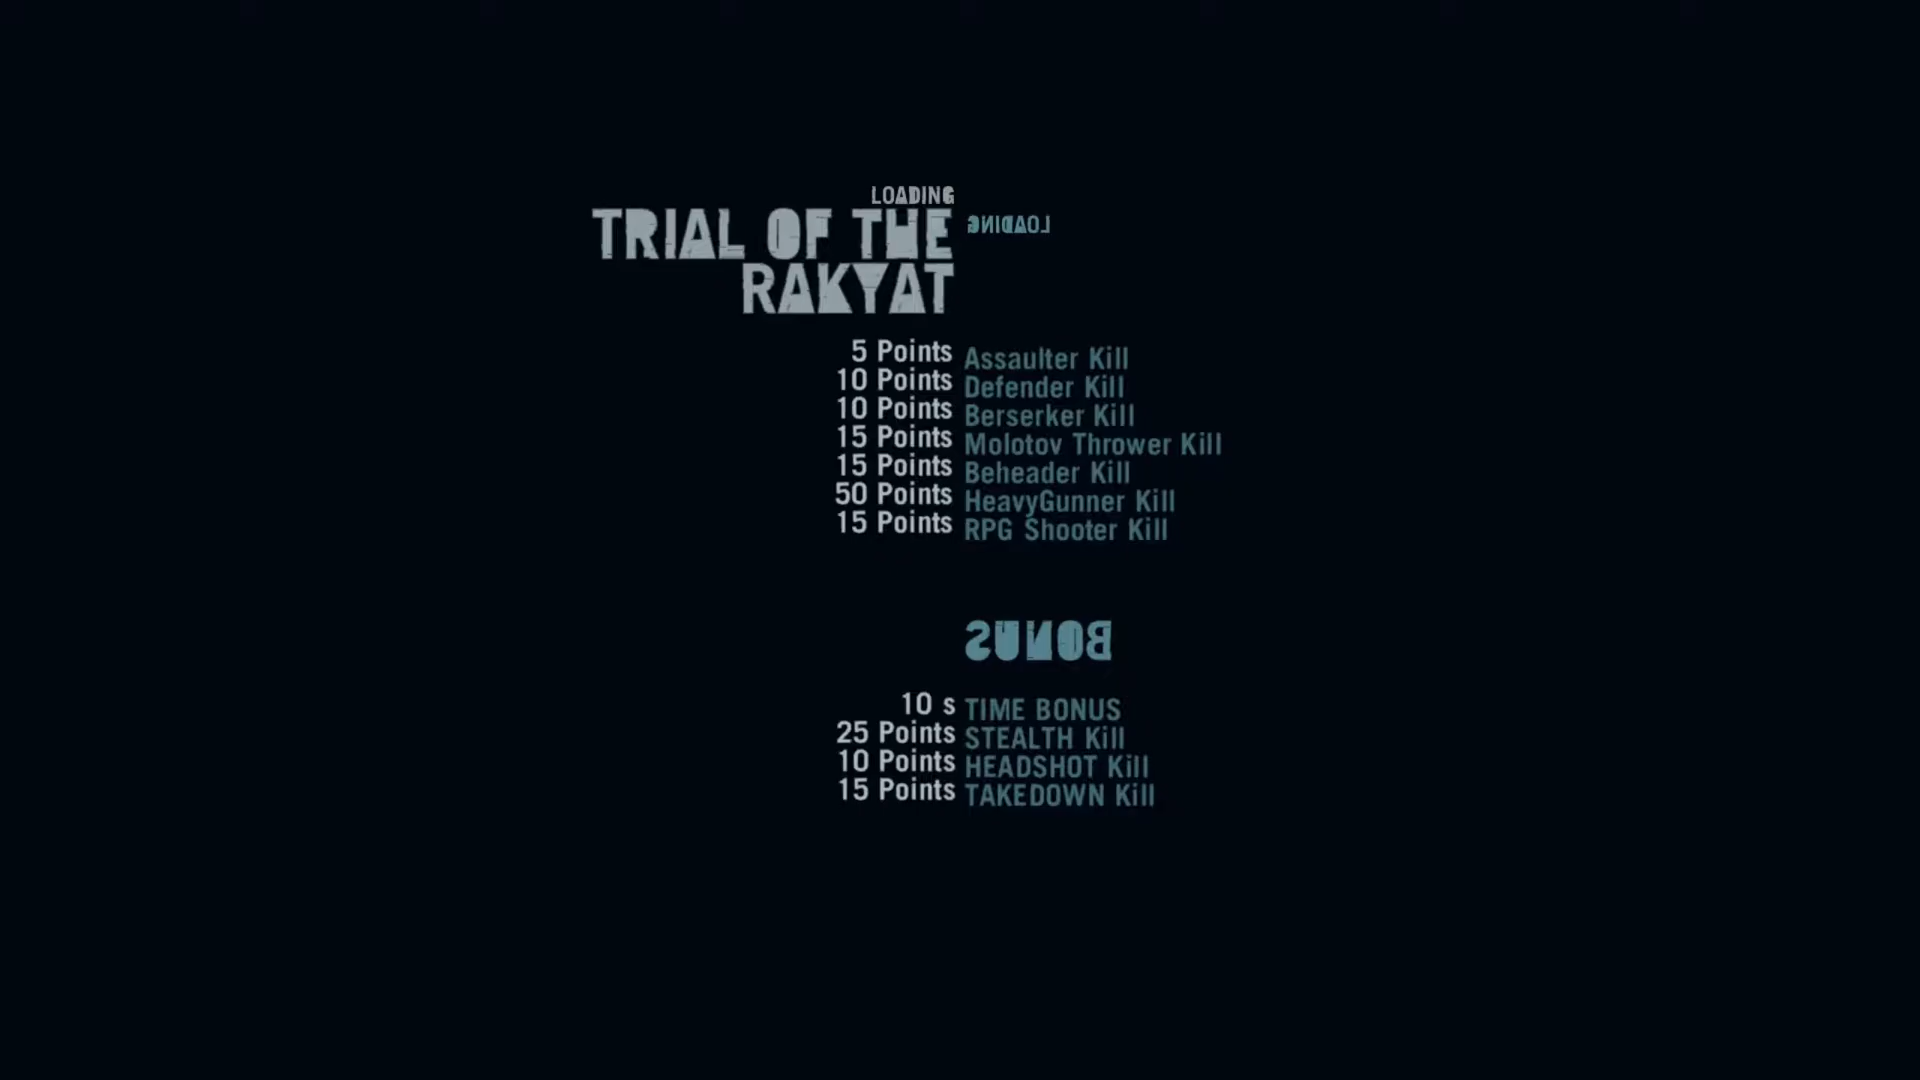 LOADING
TRIAL OF THE LOADING
RAKYAT
5 Points Assaulter Kill
10 Points Defender Kill
10 Points Berserker Kill
15 Points Molotov Thrower Kill
15 Points Beheader Kill
50 Points HeavyGunner Kill
15 Points RPG Shooter Kill
BONUS
10 s TIME BONUS
25 Points STEALTH Kill
10 Points HEADSHOT Kill
15 Points TAKEDOWN Kill